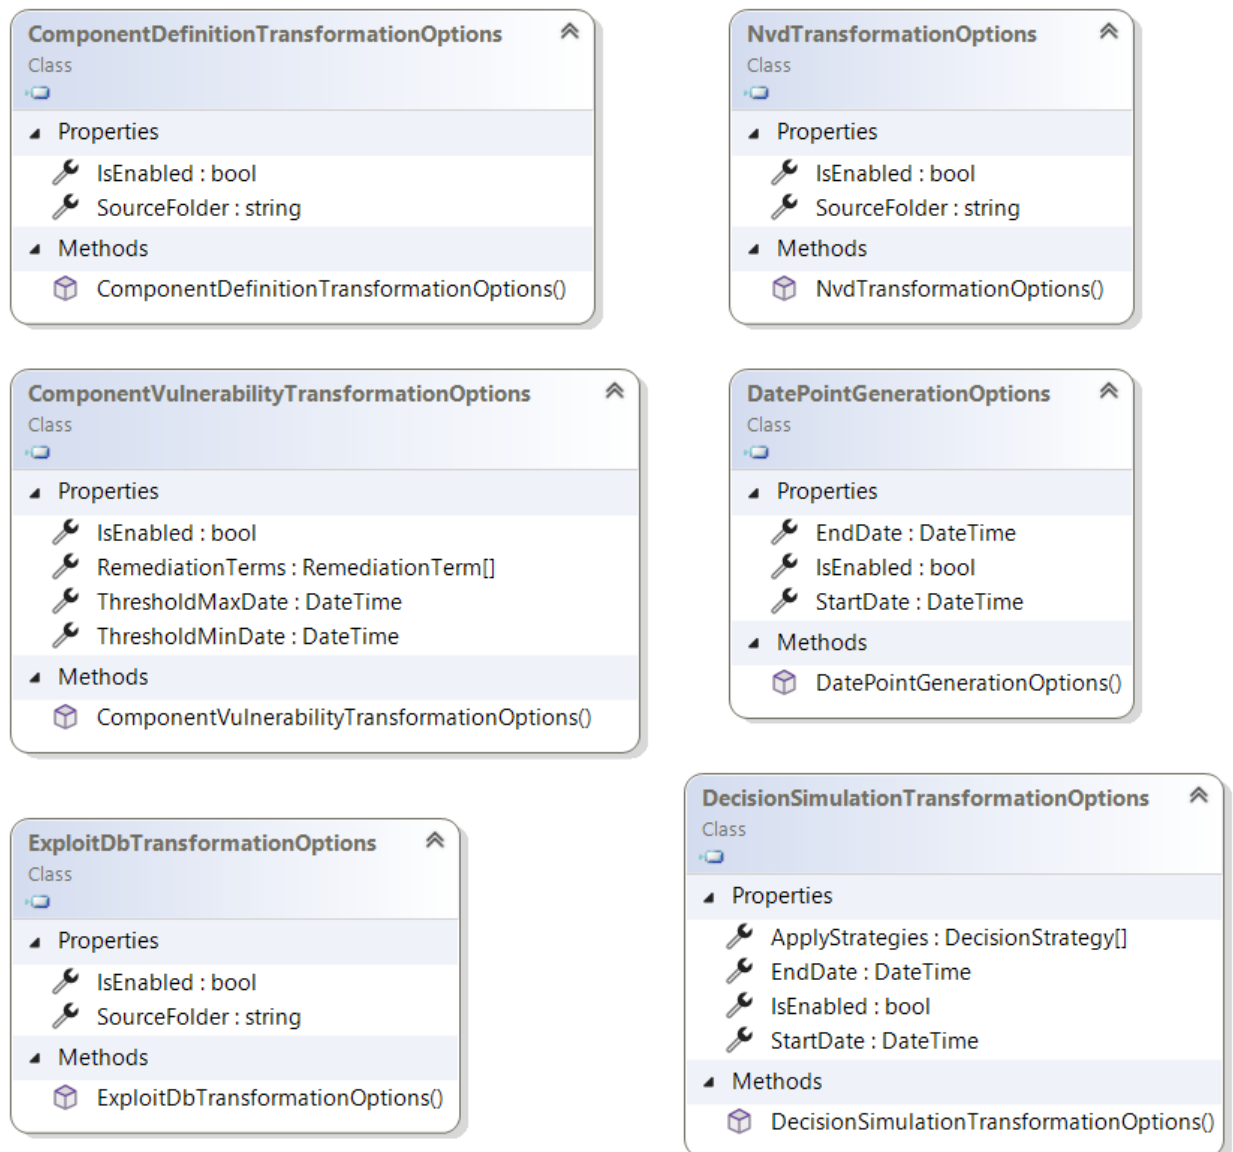 ComponentDefinitionTransformationOptions
Class
Properties
IsEnabled : bool
SourceFolder : string
Methods
ComponentDefinitionTransformationOptions()
NvdTransformationOptions
Class
Properties
IsEnabled : bool
SourceFolder : string
Methods
NvdTransformationOptions()
ComponentVulnerabilityTransformationOptions
Class
Properties
IsEnabled : bool
RemediationTerms : RemediationTerm[]
ThresholdMaxDate : DateTime
ThresholdMinDate : DateTime
Methods
ComponentVulnerabilityTransformationOptions()
DatePointGenerationOptions
Class
Properties
EndDate : DateTime
IsEnabled : bool
StartDate : DateTime
Methods
DatePointGenerationOptions()
ExploitDbTransformationOptions
Class
Properties
IsEnabled : bool
SourceFolder : string
Methods
ExploitDbTransformationOptions()
DecisionSimulationTransformationOptions
Class
Properties
ApplyStrategies : DecisionStrategy[]
EndDate : DateTime
IsEnabled : bool
StartDate : DateTime
Methods
DecisionSimulationTransformationOptions()